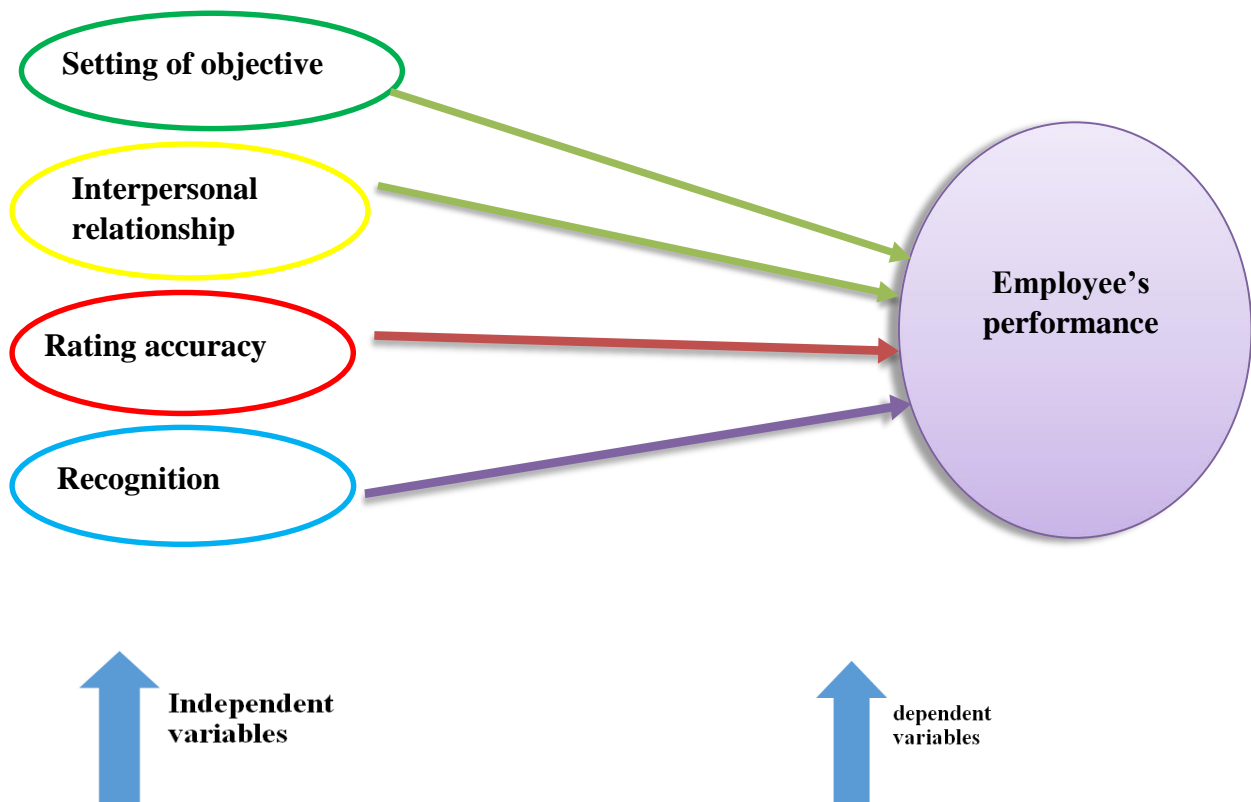 Setting of objective
Interpersonal
relationship
Rating accuracy
Recognition
Employee’s
performance
Independent
variables
dependent
variables